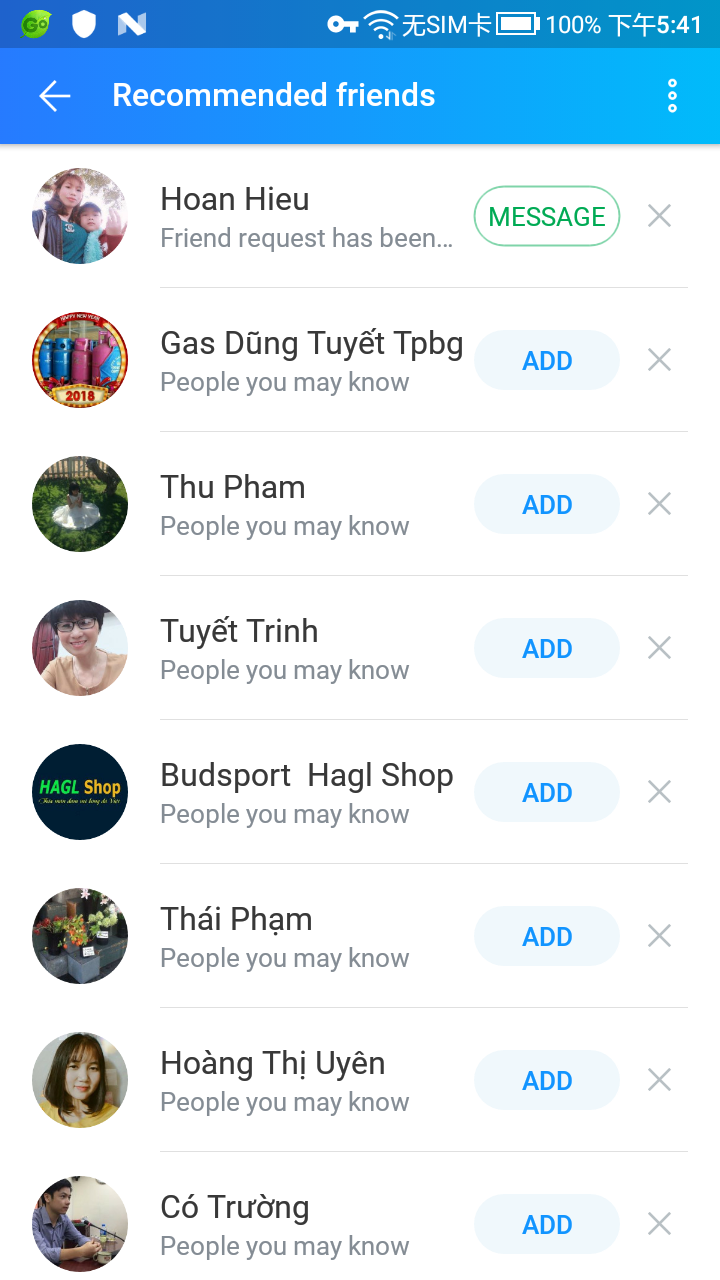 无SIM卡 100% 下午5:41
Recommended friends
Hoan Hieu
Friend request has been...
MESSAGE
Gas Dũng Tuyết Tpbg
People you may know
ADD
HAPPY NEW YEAR
2018
Thu Pham
People you may know
ADD
Tuyết Trinh
People you may know
ADD
Budsport  Hagl Shop
People you may know
ADD
HAGL Shop
Thái Phạm
People you may know
ADD
Hoàng Thị Uyên
People you may know
ADD
Có Trường
People you may know
ADD